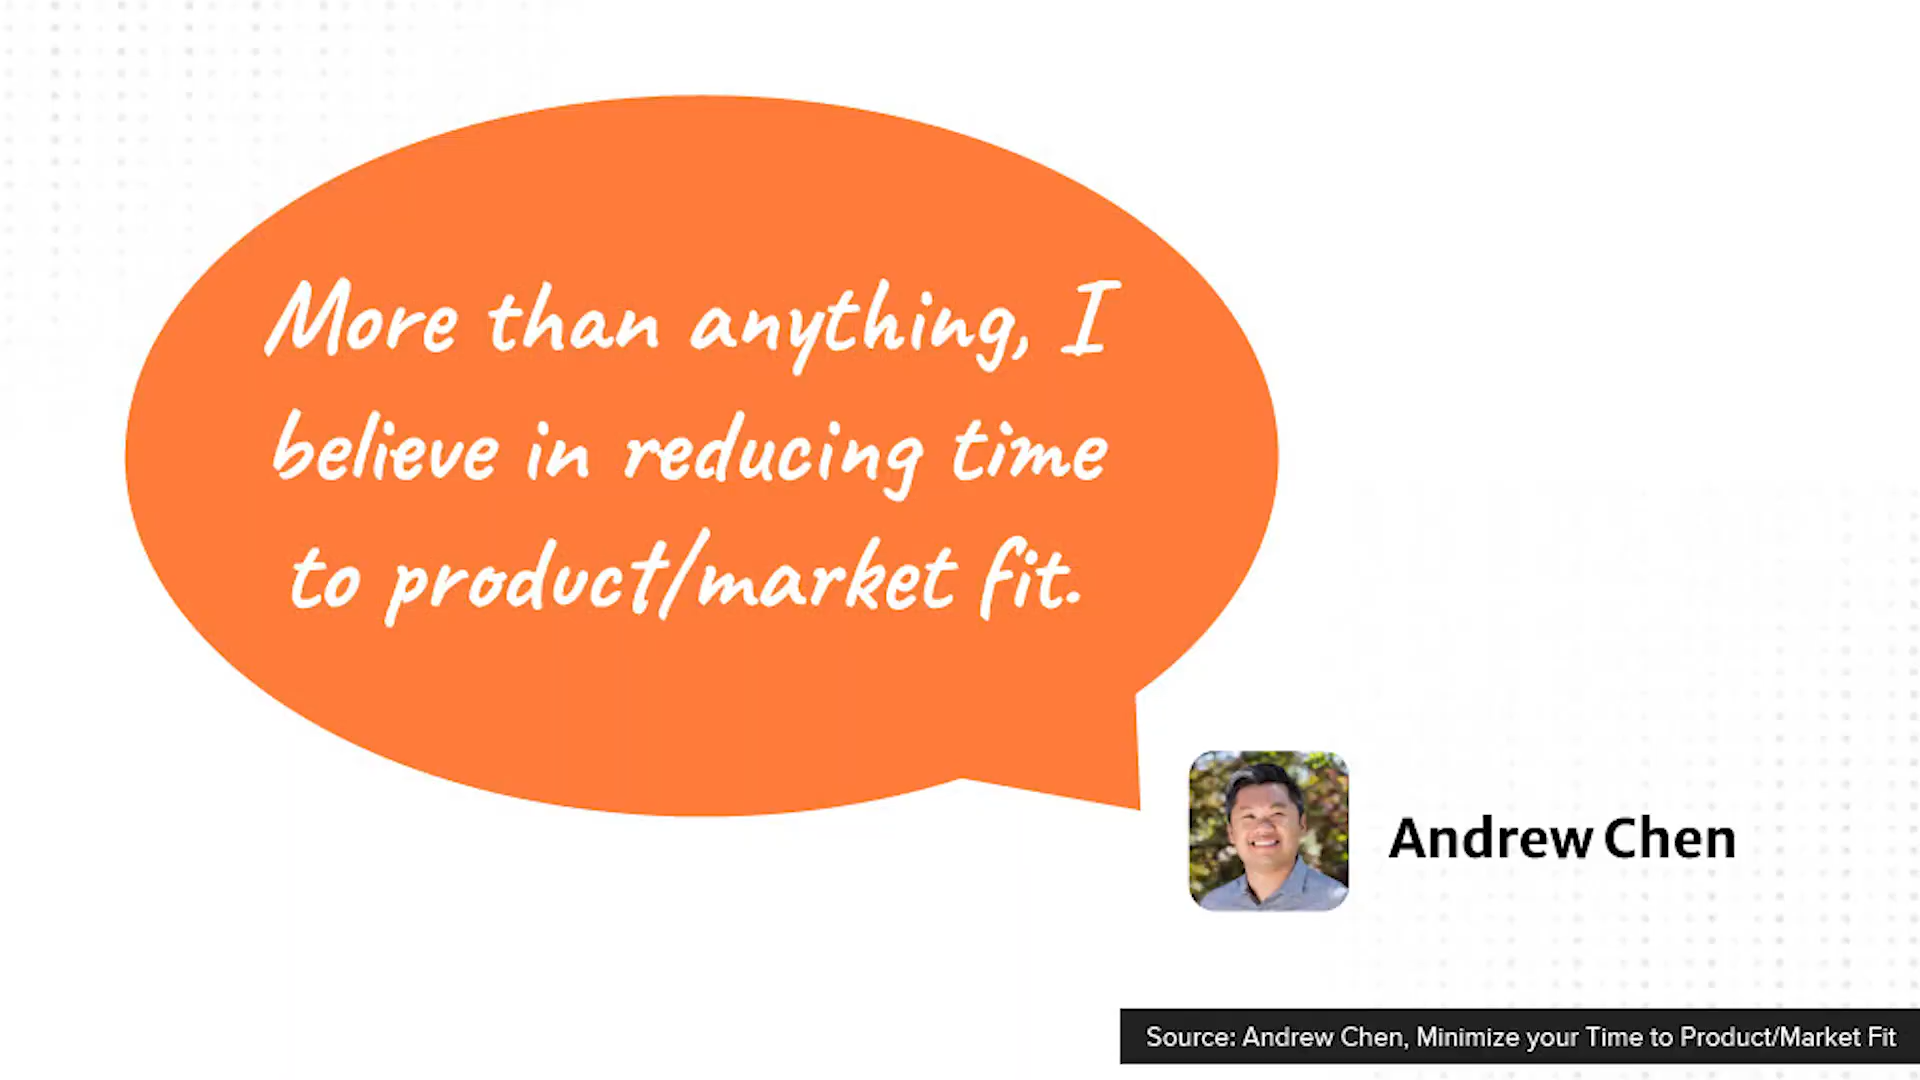 More than anything, I
believe in reducing time
to product/market fit.
Andrew Chen
Source: Andrew Chen, Minimize your Time to Product/Market Fit